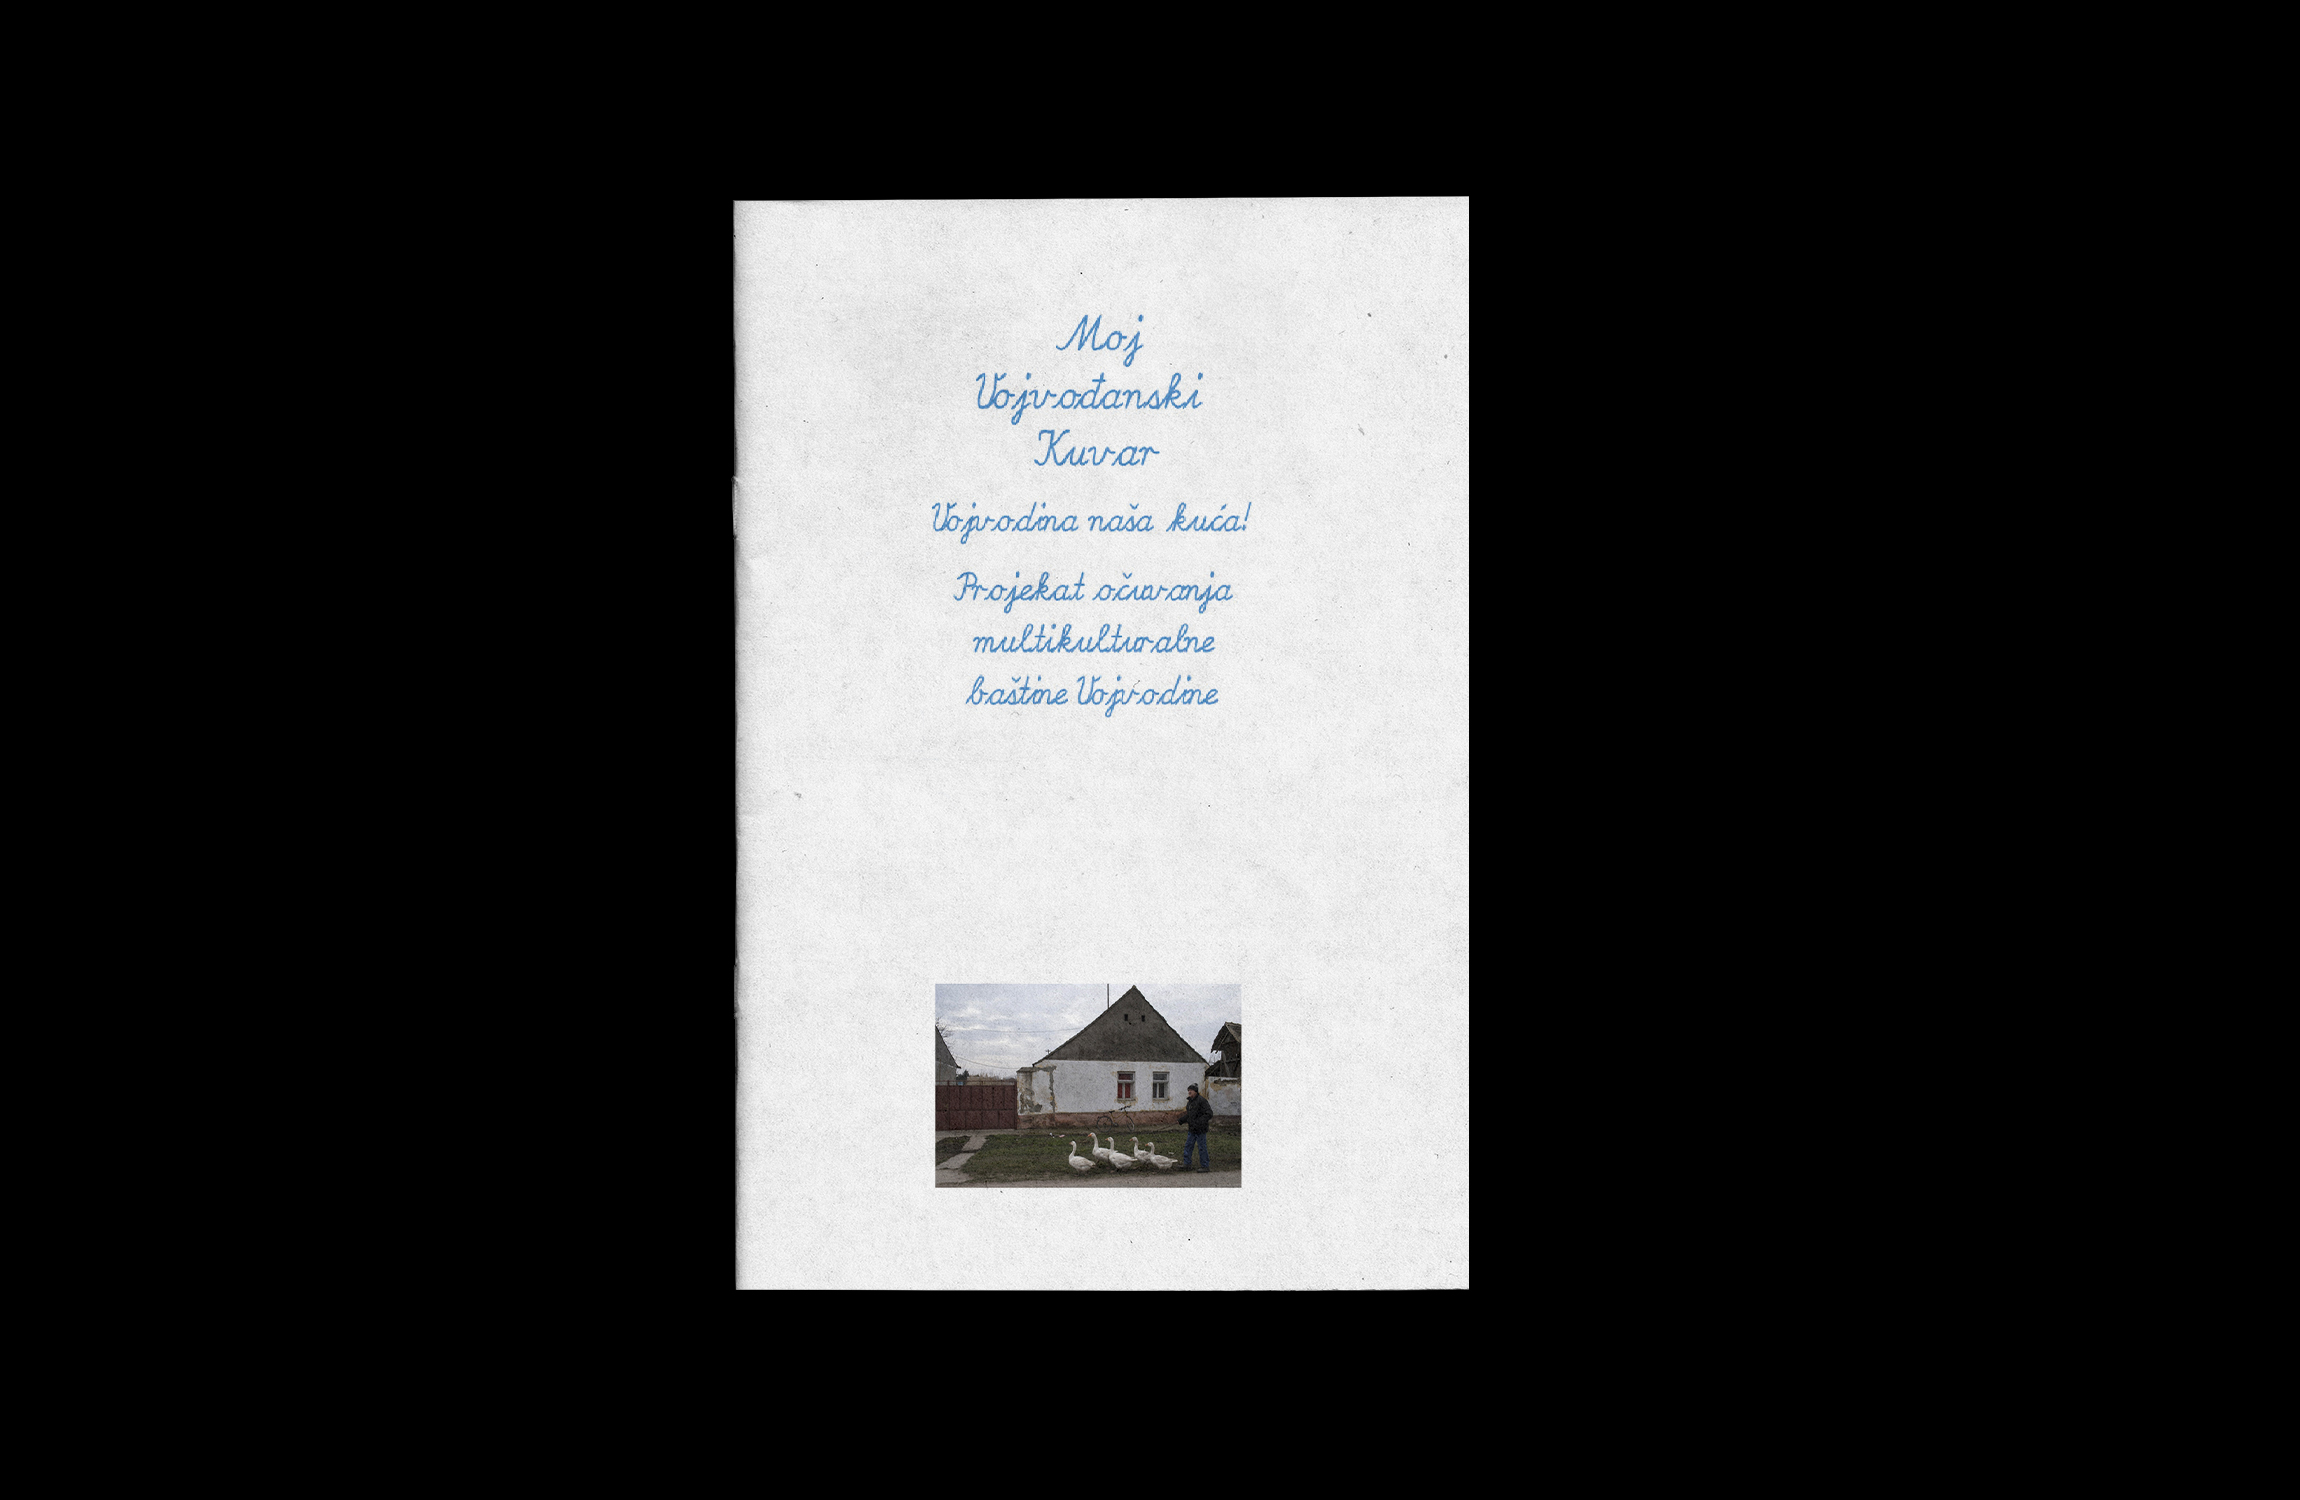 Moj
Vojvođanski
Kuvar
Vojvodina naša kuća!
Projekat očuvanja
multikulturalne
baštine Vojvodine